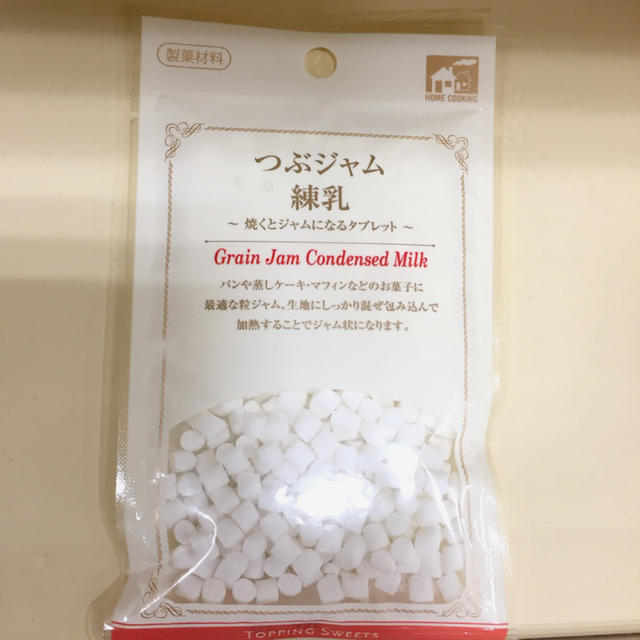 製菓材料
HOME COOKING
つぶジャム
練乳
~ 焼くとジャムになるタブレット ~
Grain Jam Condensed Milk
パンや蒸しケーキ・マフィンなどのお菓子に
最適な粒ジャム。生地にしっかり混ぜ包み込んで
加熱することでジャム状になります。
TOPPING SWEETS